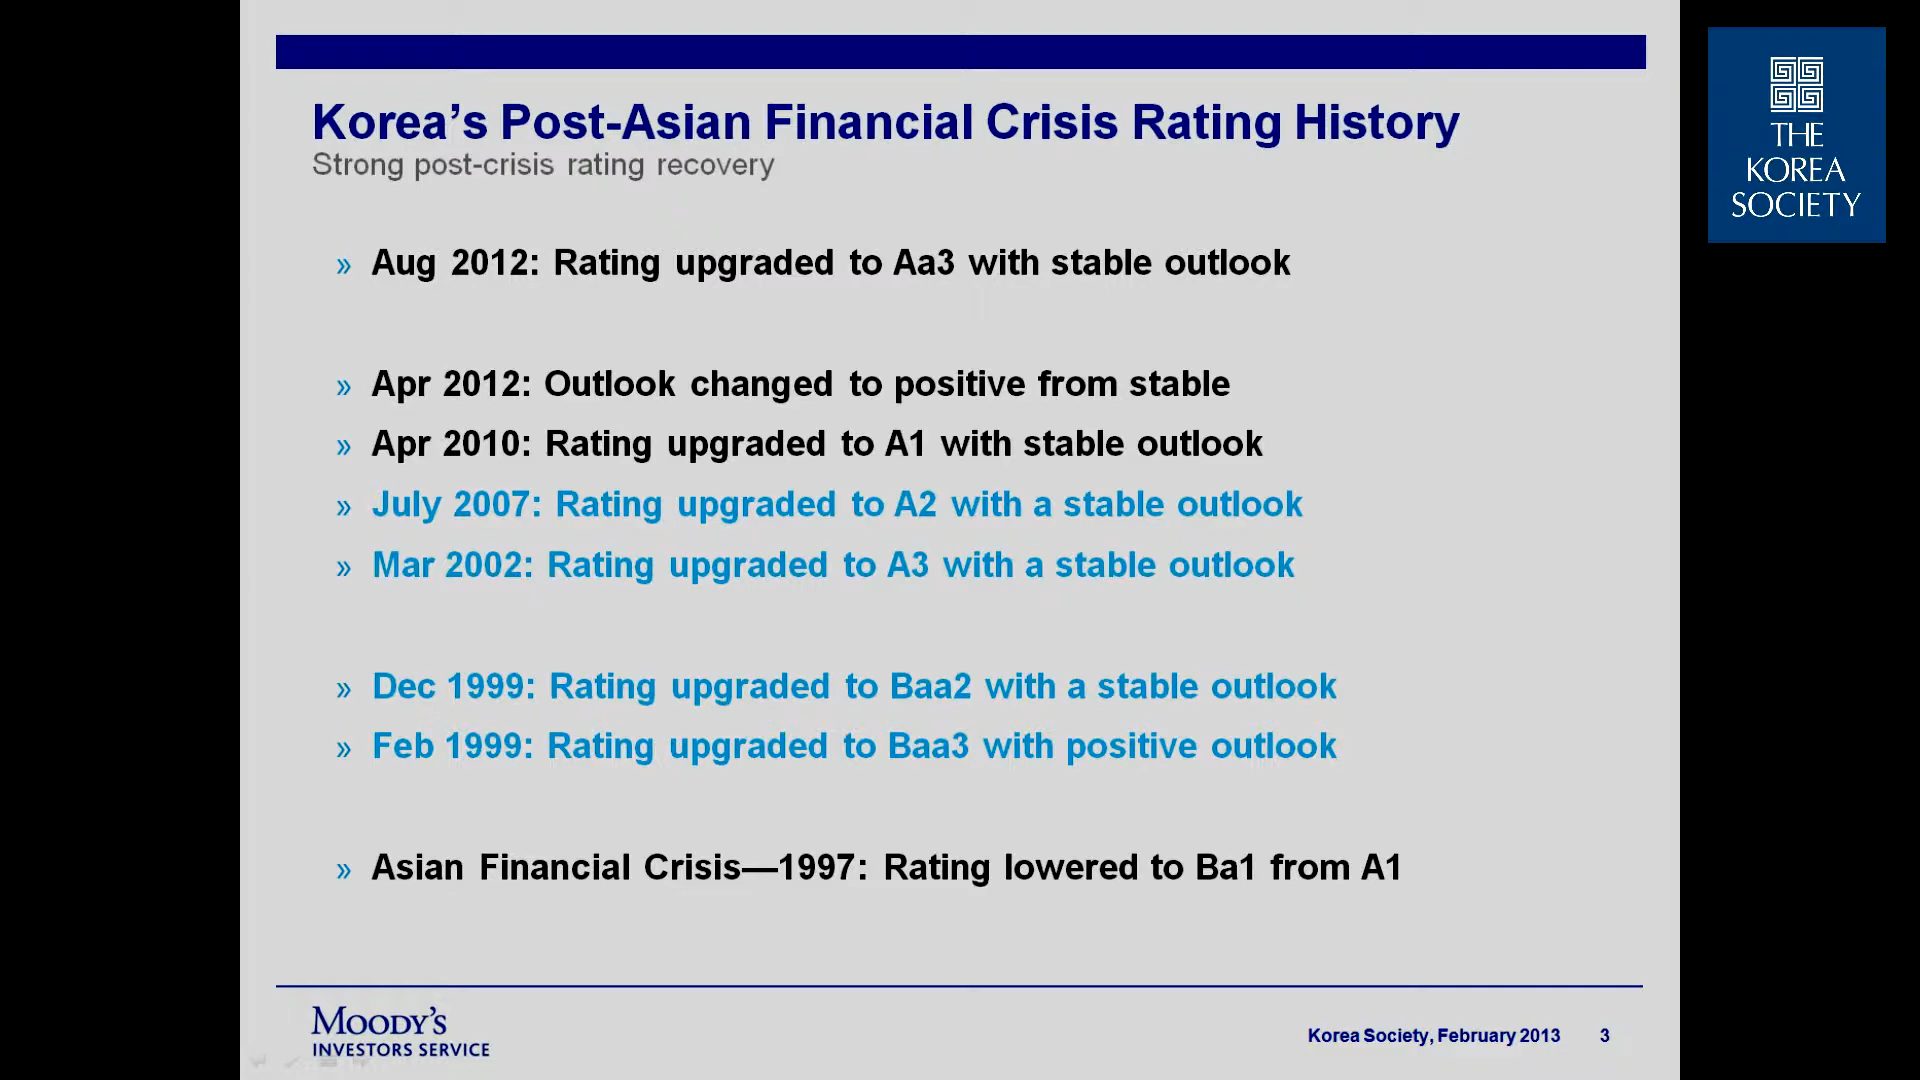 Korea’s Post-Asian Financial Crisis Rating History
Strong post-crisis rating recovery
» Aug 2012: Rating upgraded to Aa3 with stable outlook
» Apr 2012: Outlook changed to positive from stable
» Apr 2010: Rating upgraded to A1 with stable outlook
» July 2007: Rating upgraded to A2 with a stable outlook
» Mar 2002: Rating upgraded to A3 with a stable outlook
» Dec 1999: Rating upgraded to Baa2 with a stable outlook
» Feb 1999: Rating upgraded to Baa3 with positive outlook
» Asian Financial Crisis—1997: Rating lowered to Ba1 from A1
MOODY’S
INVESTORS SERVICE
Korea Society, February 2013 3
THE
KOREA
SOCIETY